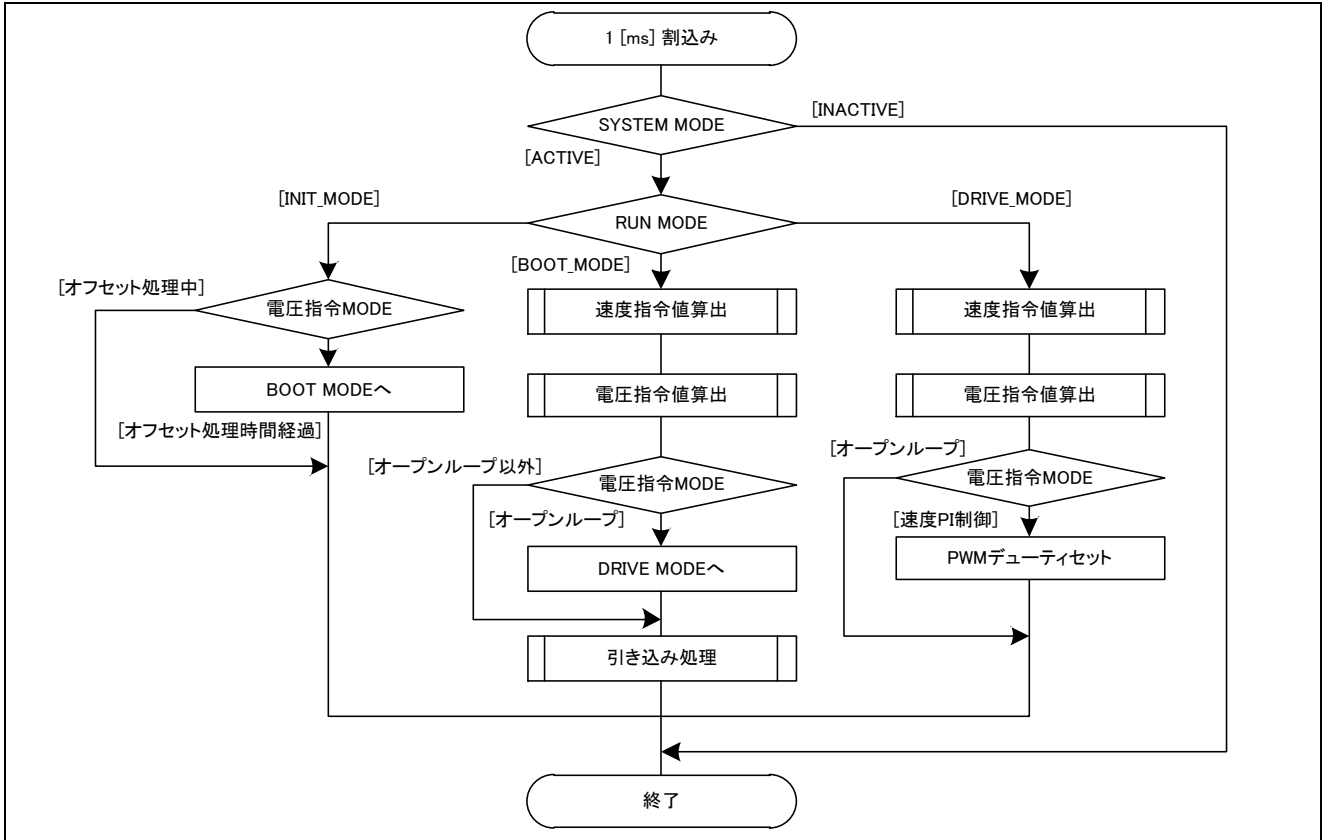 1 [ms] 割込み
SYSTEM MODE
[INACTIVE]
[ACTIVE]
RUN MODE
[INIT_MODE]
[DRIVE_MODE]
[BOOT_MODE]
[オフセット処理中]
電圧指令MODE
BOOT MODEへ
[オフセット処理時間経過]
速度指令値算出
電圧指令値算出
[オープンループ以外]
電圧指令MODE
[オープンループ]
DRIVE MODEへ
引き込み処理
速度指令値算出
電圧指令値算出
[オープンループ]
電圧指令MODE
[速度PI制御]
PWMデューティセット
終了